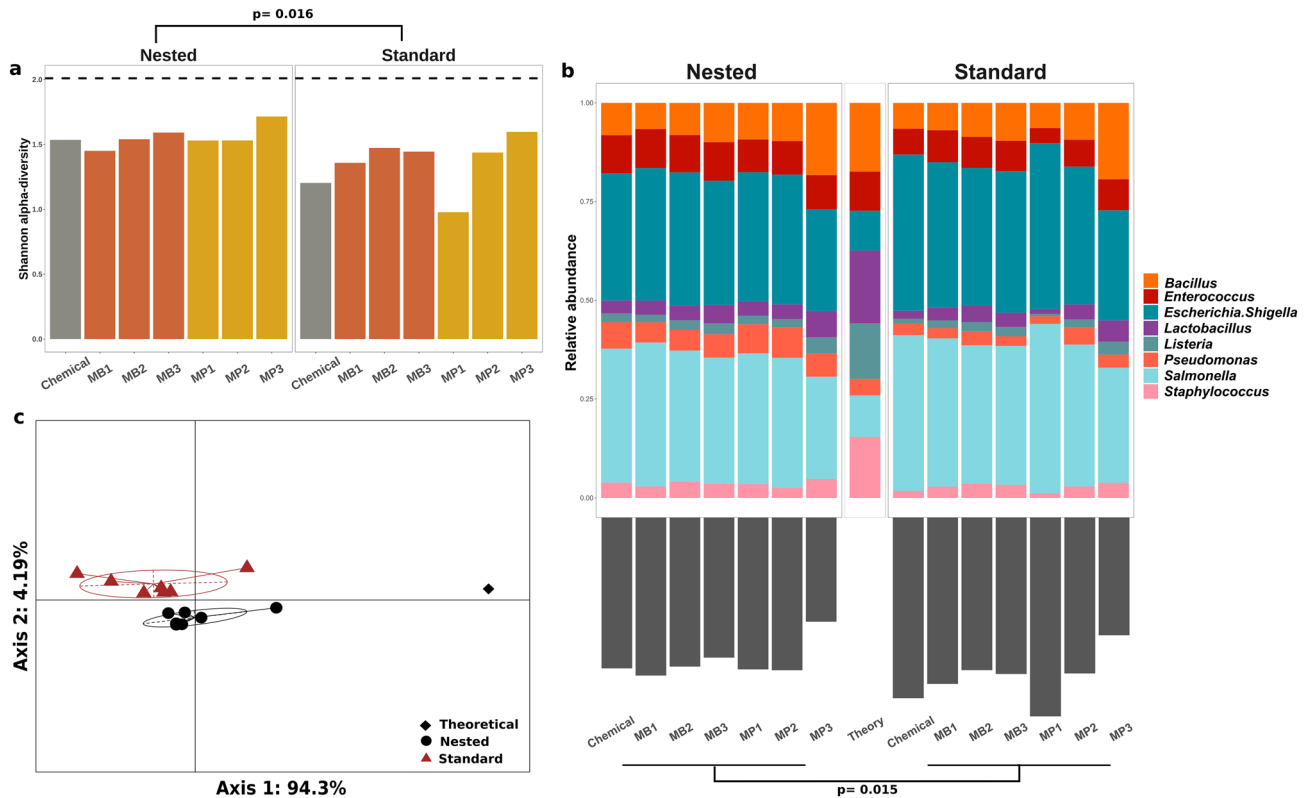 p= 0.016
a
Nested
Standard
Shannon alpha-diversity
2.0
1.5
1.0
0.5
0.0
Chemical MB1 MB2 MB3 MP1 MP2 MP3
Chemical MB1 MB2 MB3 MP1 MP2 MP3
b
Nested
Standard
Relative abundance
1.00
0.75
0.50
0.25
0.00
Bacillus
Enterococcus
Escherichia.Shigella
Lactobacillus
Listeria
Pseudomonas
Salmonella
Staphylococcus
Chemical MB1 MB2 MB3 MP1 MP2 MP3 Theory Chemical MB1 MB2 MB3 MP1 MP2 MP3
p= 0.015
c
Axis 2: 4.19%
Theoretical
Nested
Standard
Axis 1: 94.3%